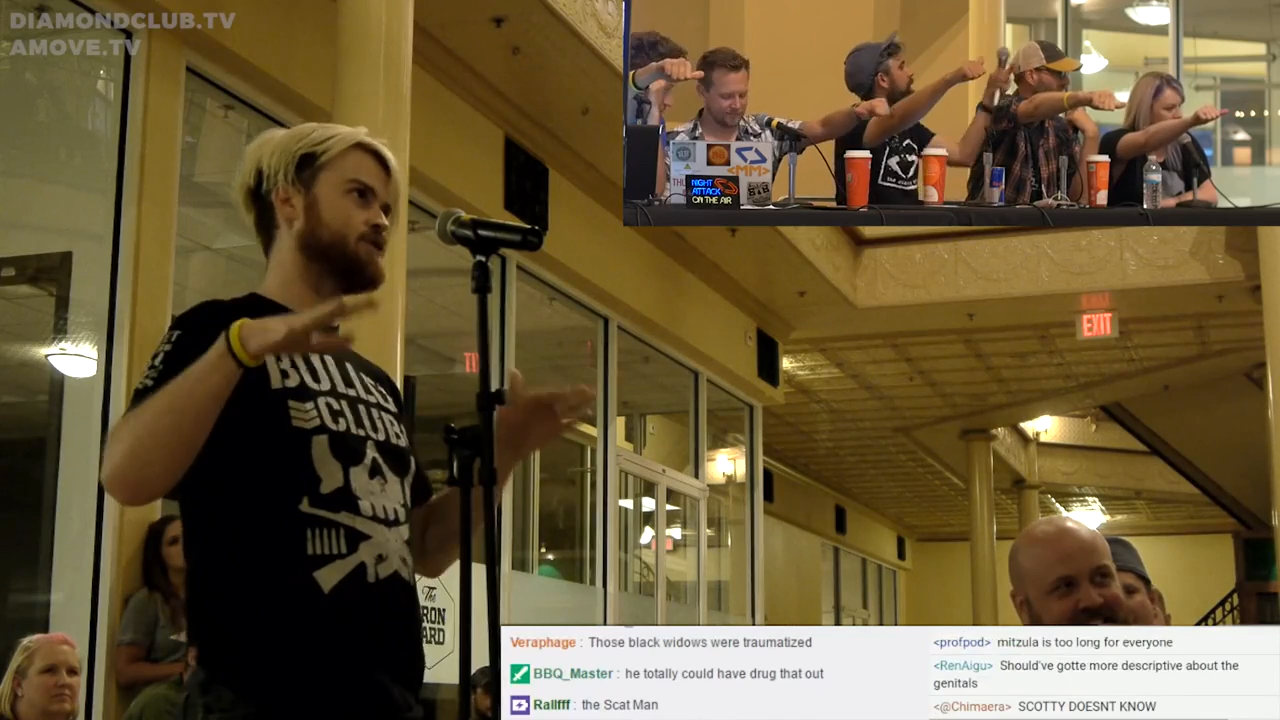 DIAMONDCLUB.TV
AMOVE.TV
<MM>
NIGHT
ATTACK
ON THE AIR
EXIT
BULLET
CLUB
The
Veraphage : Those black widows were traumatized
BBQ_Master : he totally could have drug that out
Rallfff : the Scat Man
<profpod> mitzula is too long for everyone
<RenAigu> Should've gotte more descriptive about the
genitals
<@Chimaera> SCOTTY DOESNT KNOW